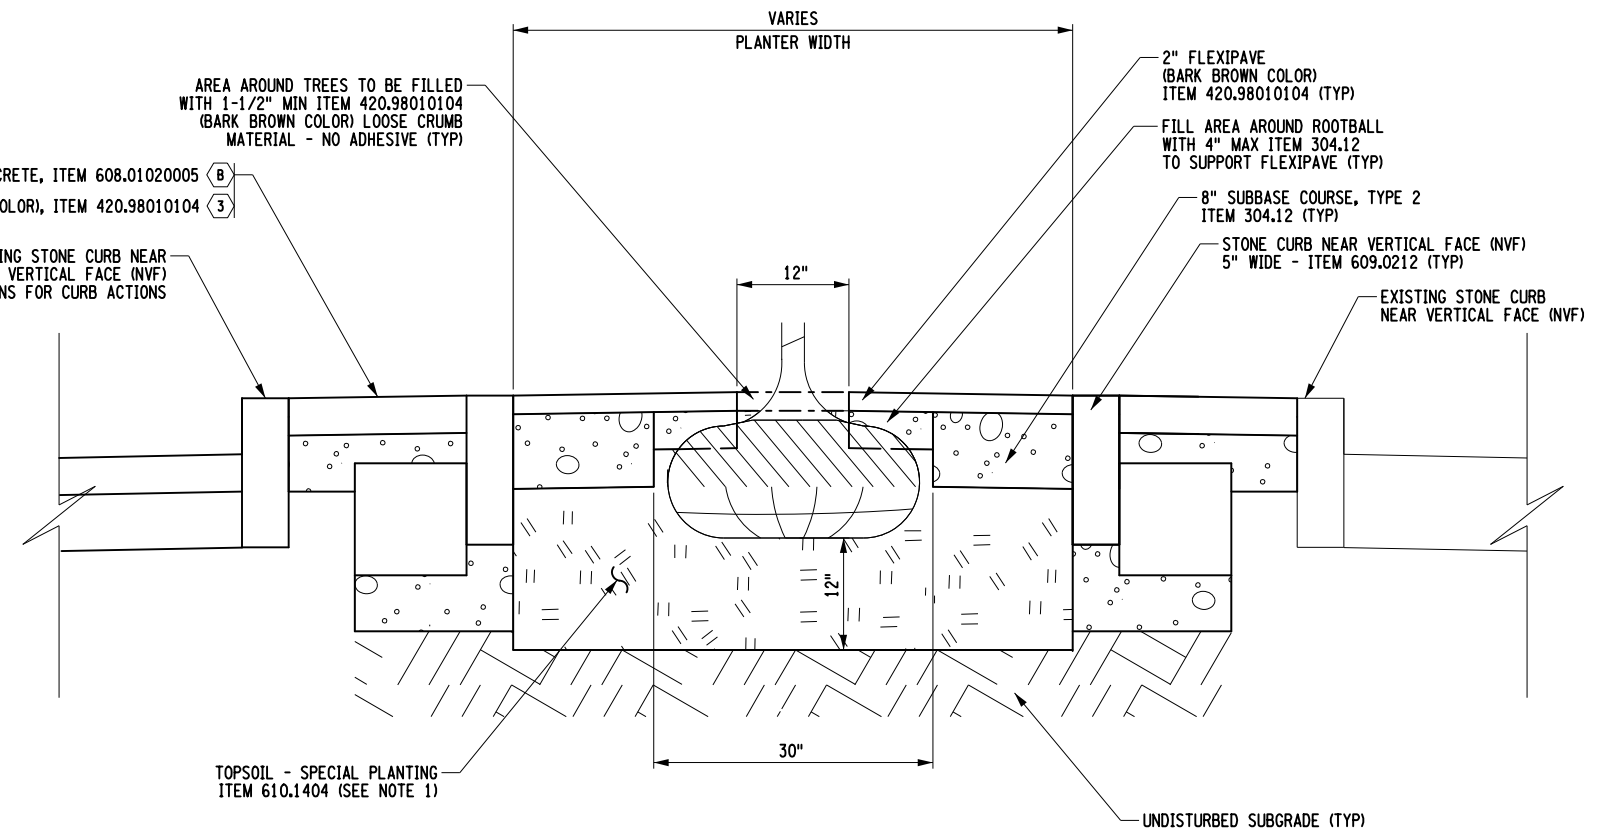 VARIES
PLANTER WIDTH
AREA AROUND TREES TO BE FILLED
WITH 1-1/2" MIN ITEM 420.98010104
(BARK BROWN COLOR) LOOSE CRUMB
MATERIAL - NO ADHESIVE (TYP)
CRETE, ITEM 608.01020005 B
OLOR), ITEM 420.98010104 3
ING STONE CURB NEAR
VERTICAL FACE (NVF)
NS FOR CURB ACTIONS
2" FLEXIPAVE
(BARK BROWN COLOR)
ITEM 420.98010104 (TYP)
FILL AREA AROUND ROOTBALL
WITH 4" MAX ITEM 304.12
TO SUPPORT FLEXIPAVE (TYP)
8" SUBBASE COURSE, TYPE 2
ITEM 304.12 (TYP)
STONE CURB NEAR VERTICAL FACE (NVF)
5" WIDE - ITEM 609.0212 (TYP)
EXISTING STONE CURB
NEAR VERTICAL FACE (NVF)
12"
12"
30"
TOPSOIL - SPECIAL PLANTING
ITEM 610.1404 (SEE NOTE 1)
UNDISTURBED SUBGRADE (TYP)